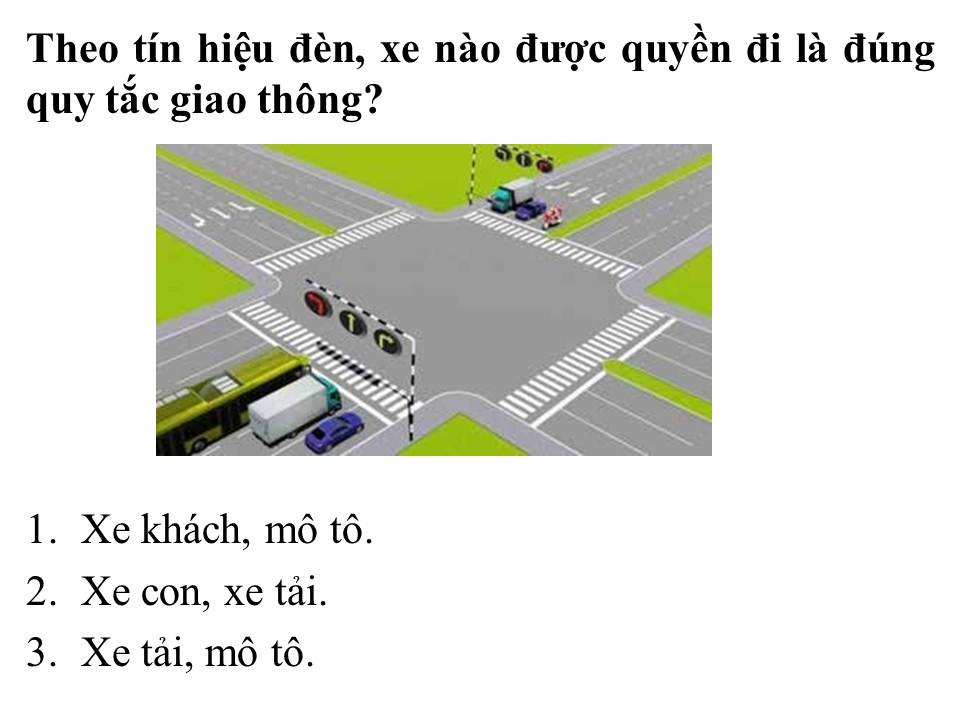 Theo tín hiệu đèn, xe nào được quyền đi là đúng
quy tắc giao thông?
1. Xe khách, mô tô.
2. Xe con, xe tải.
3. Xe tải, mô tô.